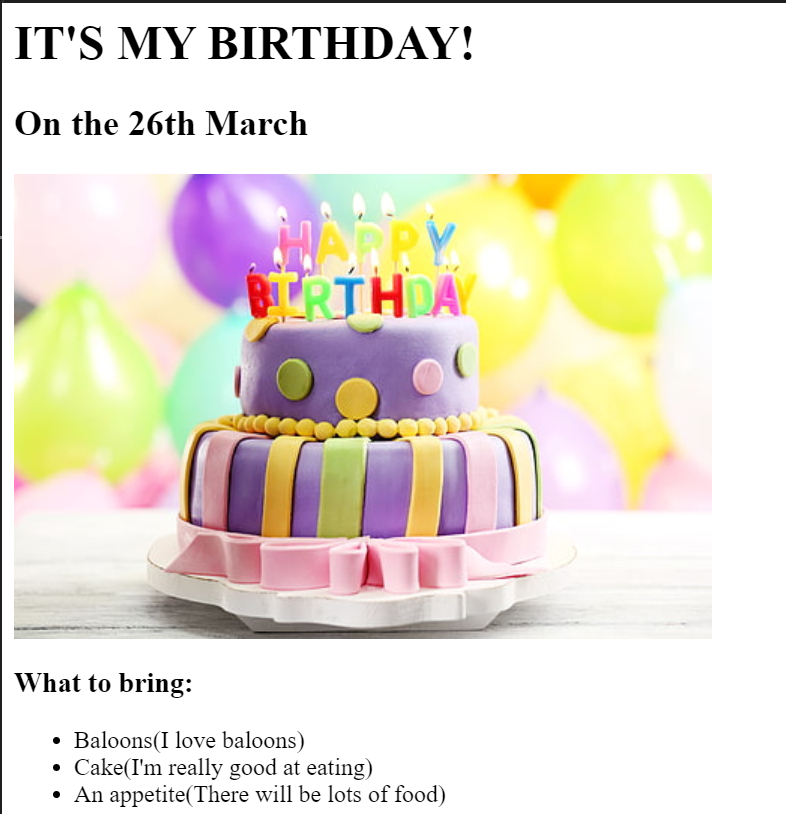 IT'S MY BIRTHDAY!
On the 26th March
HAPPY
BIRTHDAY
What to bring:
Baloons(I love baloons)
Cake(I'm really good at eating)
An appetite(There will be lots of food)